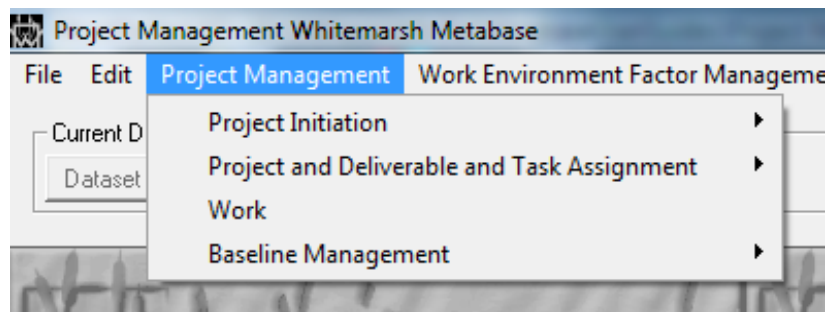 Project Management Whitemarsh Metabase
File Edit Project Management Work Environment Factor Manageme
Current D
Project Initiation
Dataset
Project and Deliverable and Task Assignment
Work
Baseline Management